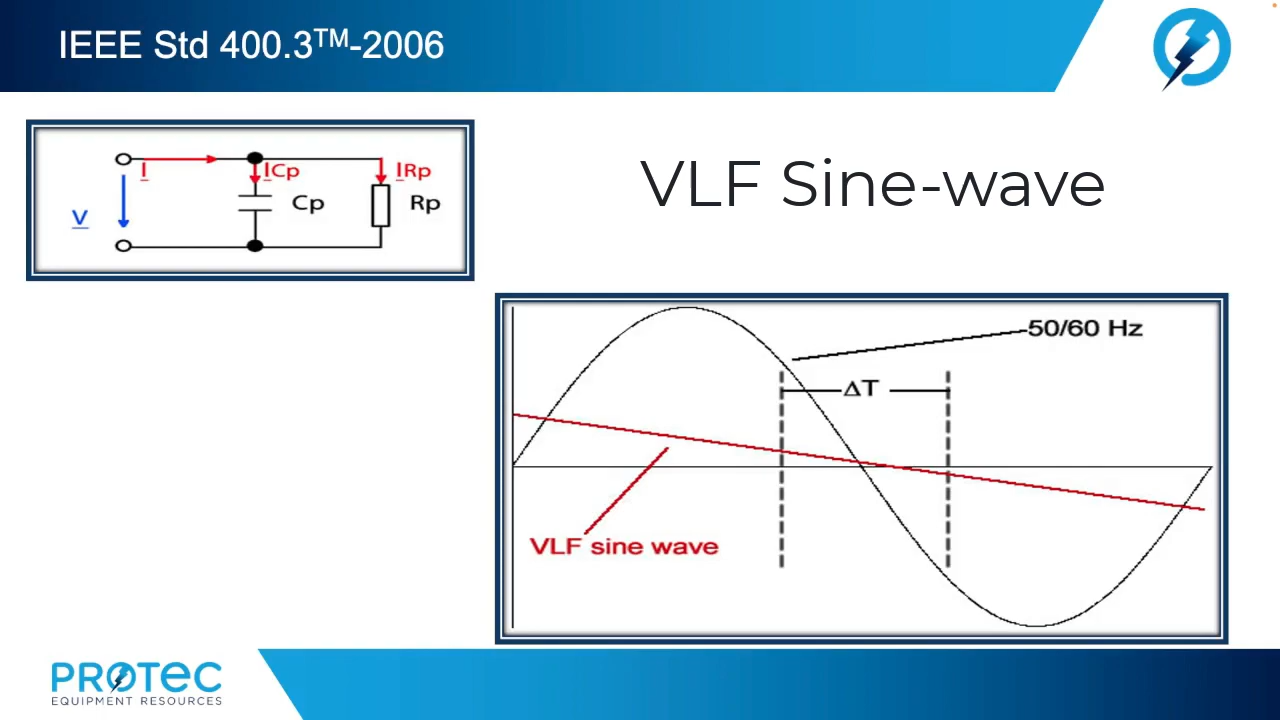 IEEE Std 400.3TM-2006
VLF Sine-wave
I
ICp
IRp
V
Cp
Rp
50/60 Hz
ΔT
VLF sine wave
PROTEC
EQUIPMENT RESOURCES